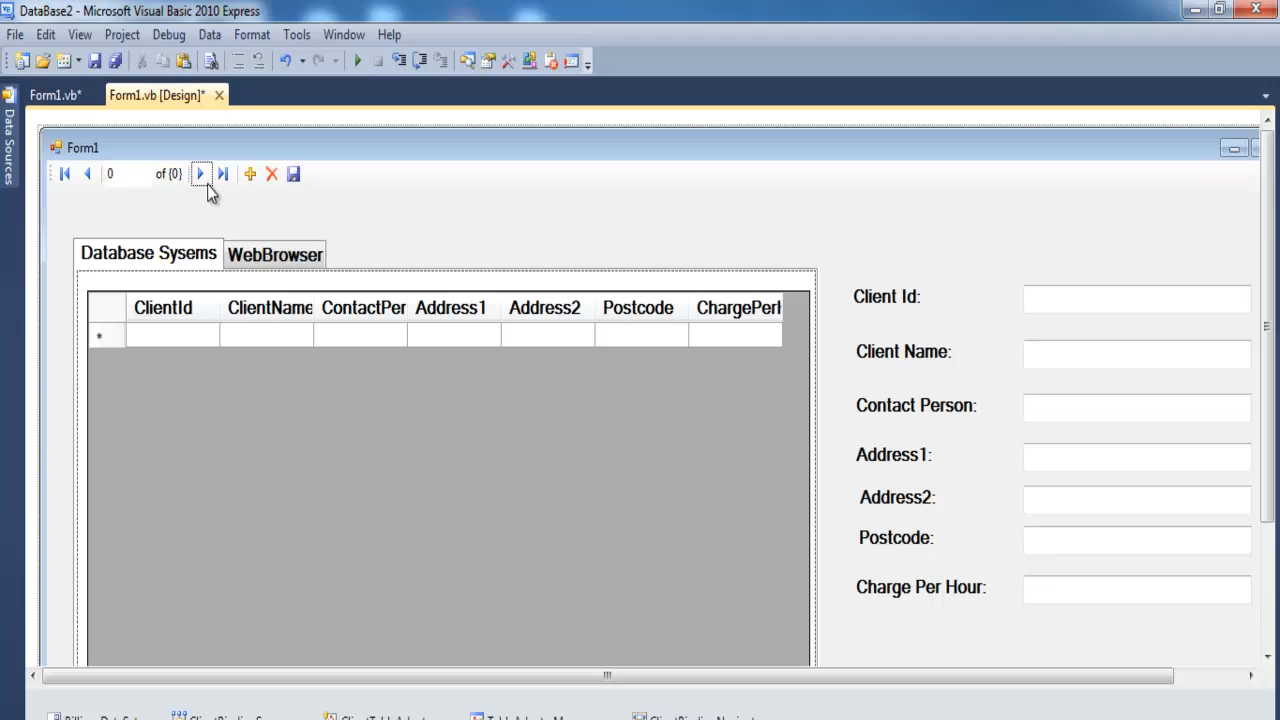 DataBase2 - Microsoft Visual Basic 2010 Express
File Edit View Project Debug Data Format Tools Window Help
Form1.vb* Form1.vb [Design]*
Data Sources
Form1
0 of {0}
Database Sysems WebBrowser
ClientId ClientName ContactPer Address1 Address2 Postcode ChargePerH
Client Id:
Client Name:
Contact Person:
Address1:
Address2:
Postcode:
Charge Per Hour: